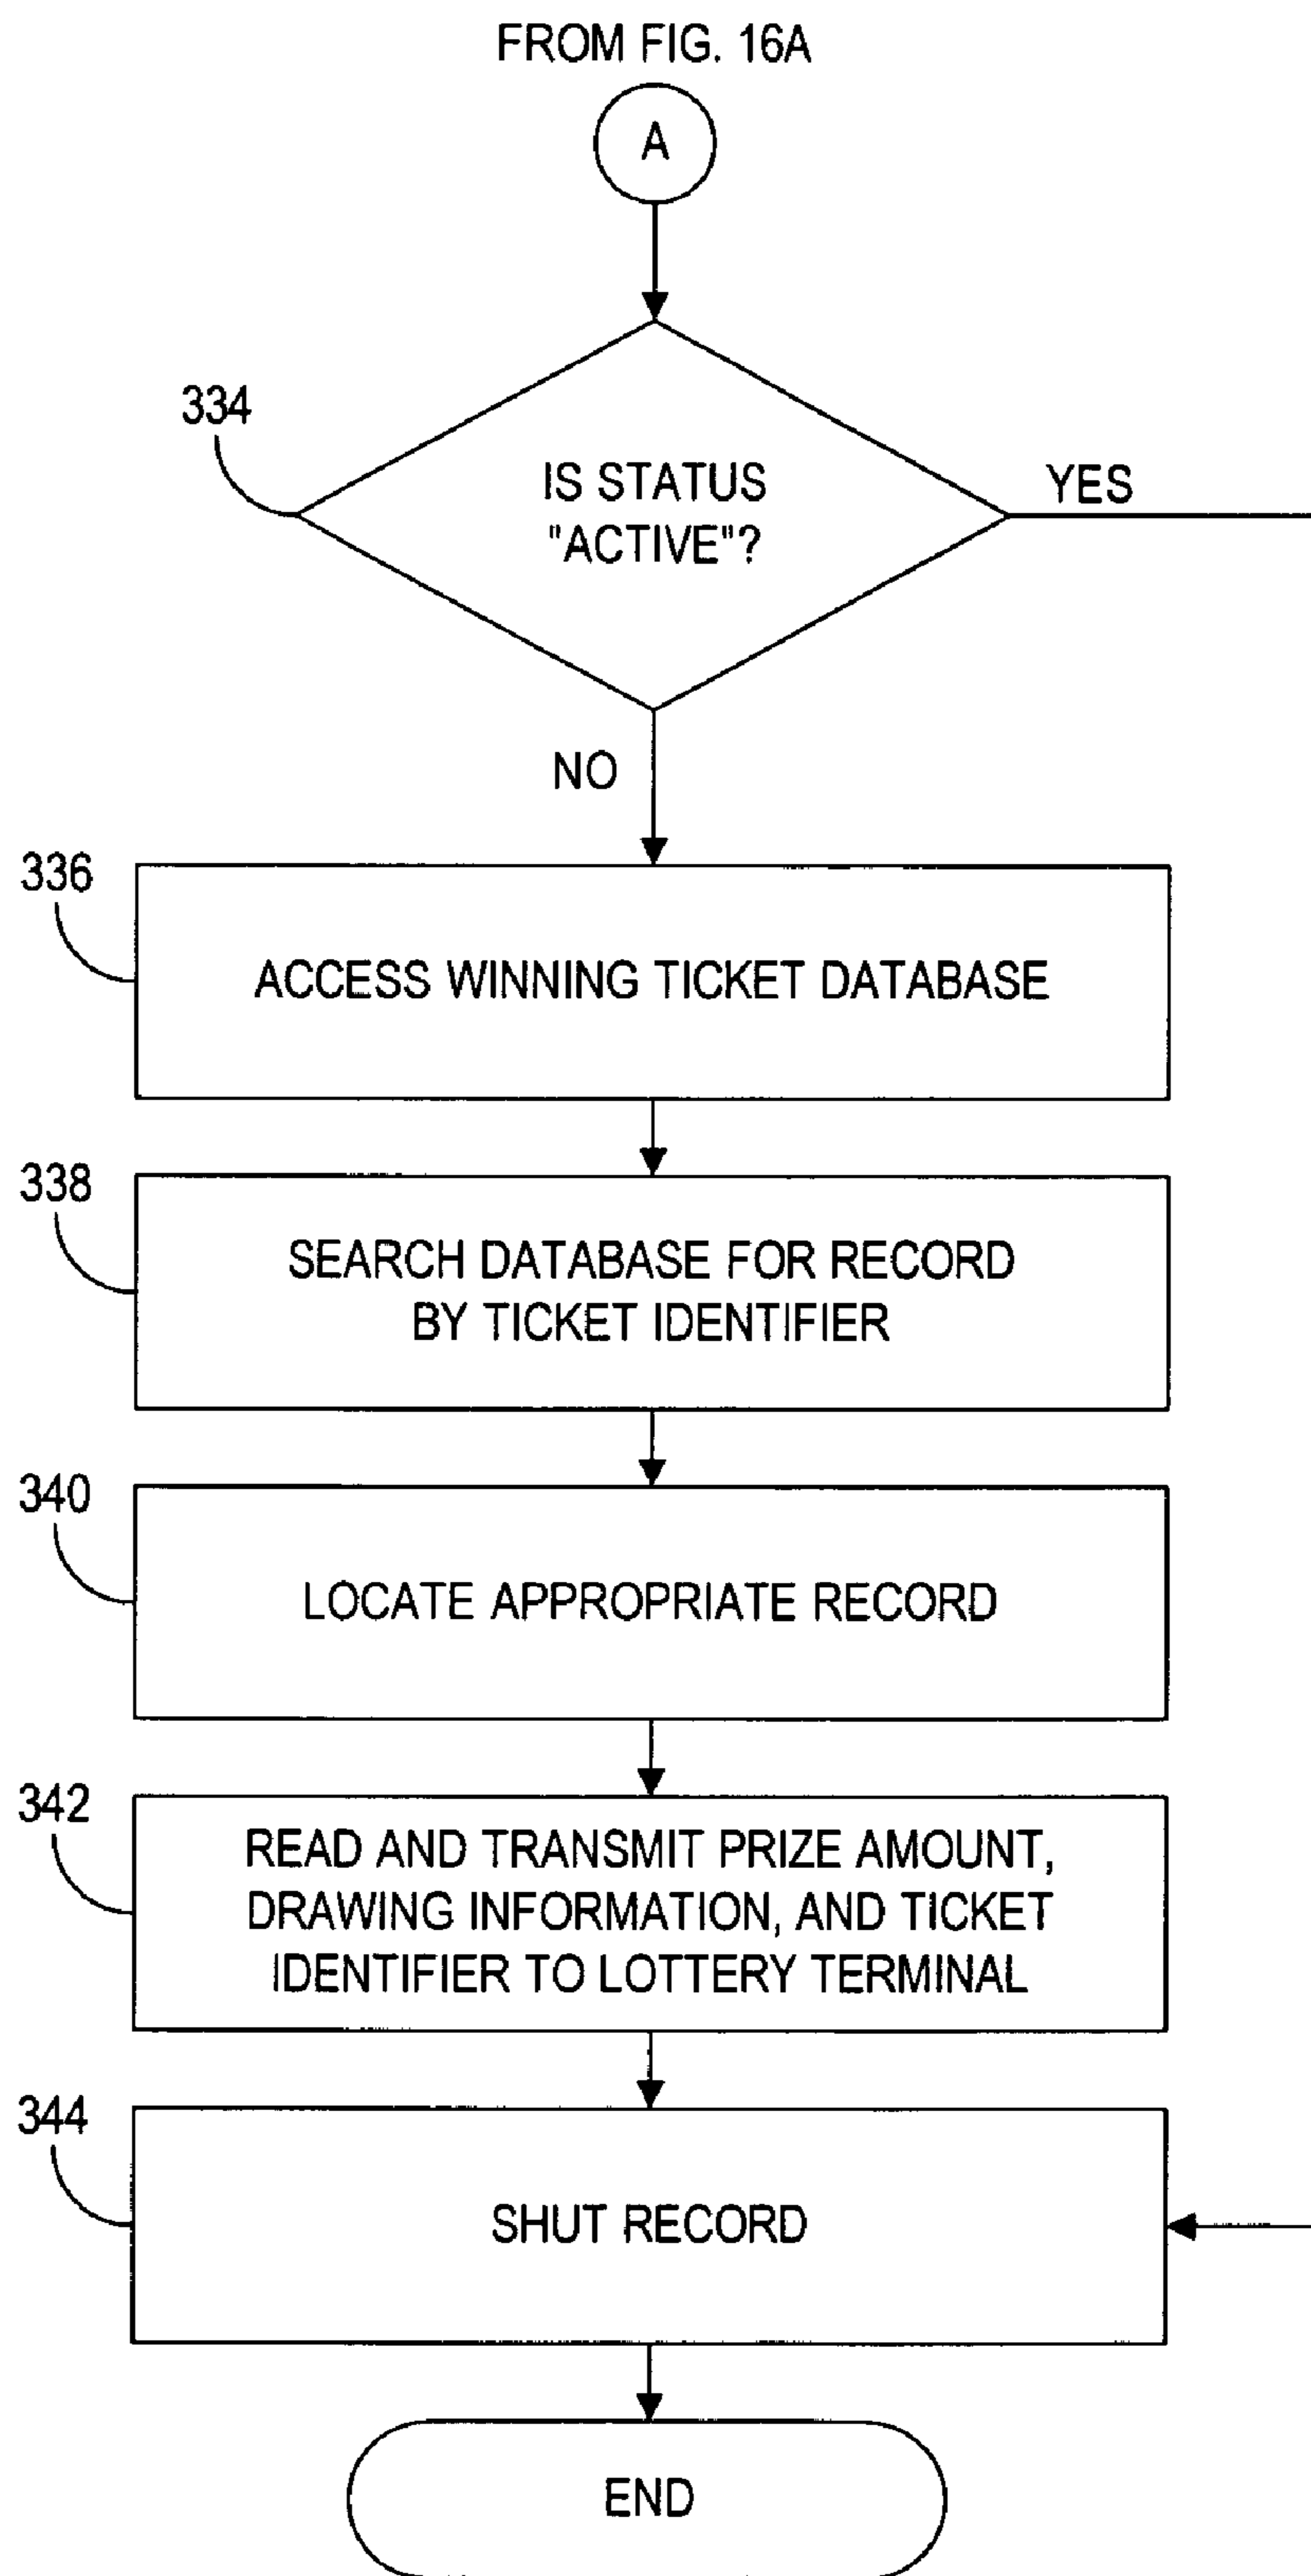 FROM FIG. 16A
A
334
IS STATUS
"ACTIVE"?
YES
NO
336
ACCESS WINNING TICKET DATABASE
338
SEARCH DATABASE FOR RECORD
BY TICKET IDENTIFIER
340
LOCATE APPROPRIATE RECORD
342
READ AND TRANSMIT PRIZE AMOUNT,
DRAWING INFORMATION, AND TICKET
IDENTIFIER TO LOTTERY TERMINAL
344
SHUT RECORD
END